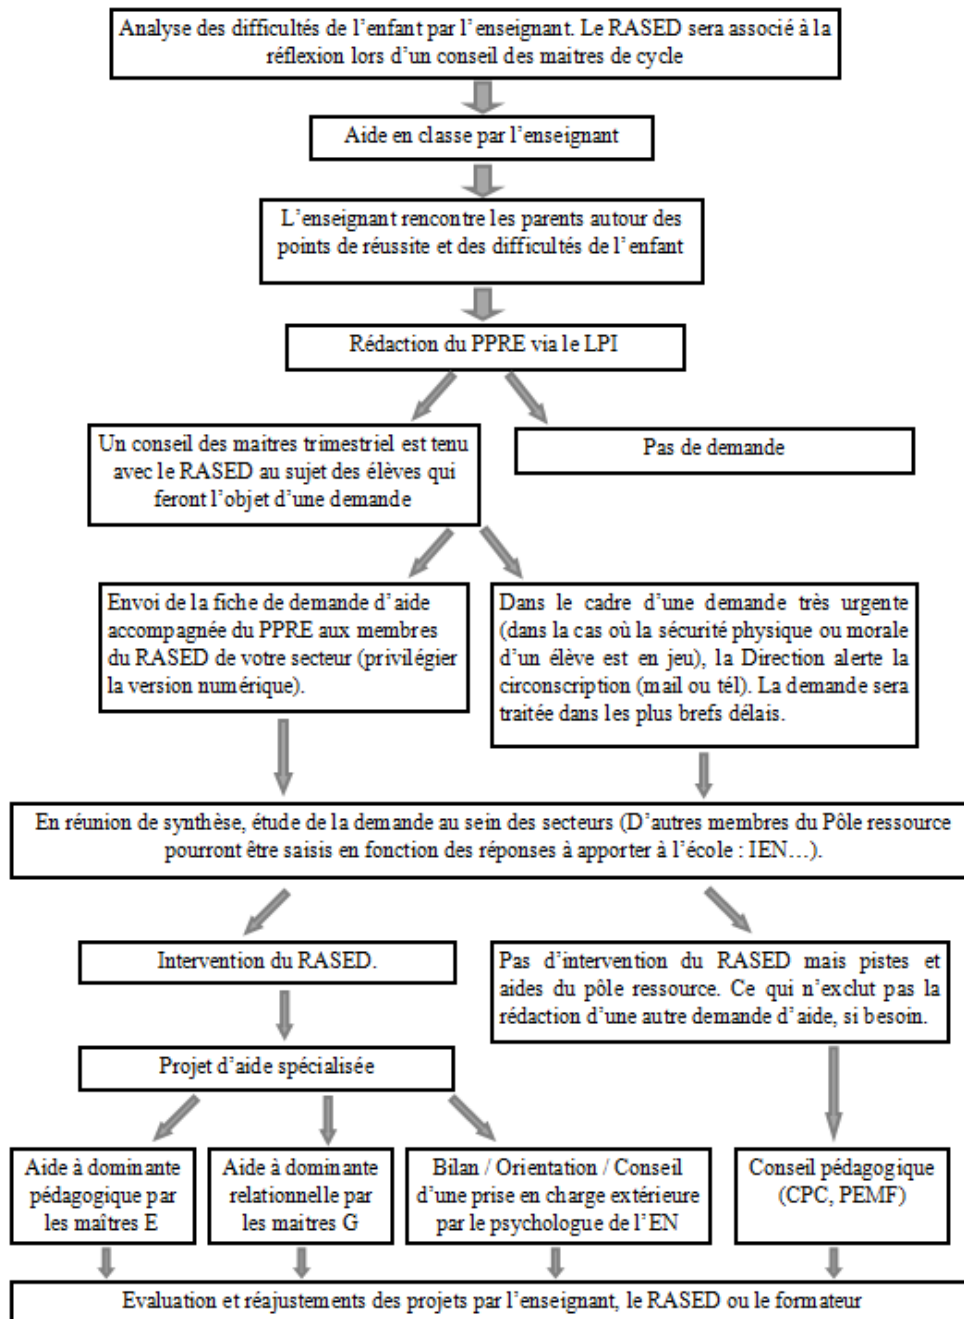 Analyse des difficultés de l’enfant par l’enseignant. Le RASED sera associé à la
réflexion lors d’un conseil des maitres de cycle
Aide en classe par l’enseignant
L’enseignant rencontre les parents autour des
points de réussite et des difficultés de l’enfant
Rédaction du PPRE via le LPI
Un conseil des maitres trimestriel est tenu
avec le RASED au sujet des élèves qui
feront l’objet d’une demande
Pas de demande
Envoi de la fiche de demande d’aide
accompagnée du PPRE aux membres
du RASED de votre secteur (privilégier
la version numérique).
Dans le cadre d’une demande très urgente
(dans la cas où la sécurité physique ou morale
d’un élève est en jeu), la Direction alerte la
circonscription (mail ou tél). La demande sera
traitée dans les plus brefs délais.
En réunion de synthèse, étude de la demande au sein des secteurs (D’autres membres du Pôle ressource
pourront être saisis en fonction des réponses à apporter à l’école : IEN…).
Intervention du RASED.
Pas d’intervention du RASED mais pistes et
aides du pôle ressource. Ce qui n’exclut pas la
rédaction d’une autre demande d’aide, si besoin.
Projet d’aide spécialisée
Aide à dominante
pédagogique par
les maîtres E
Aide à dominante
relationnelle par
les maitres G
Bilan / Orientation / Conseil
d’une prise en charge extérieure
par le psychologue de l’EN
Conseil pédagogique
(CPC, PEMF)
Evaluation et réajustements des projets par l’enseignant, le RASED ou le formateur